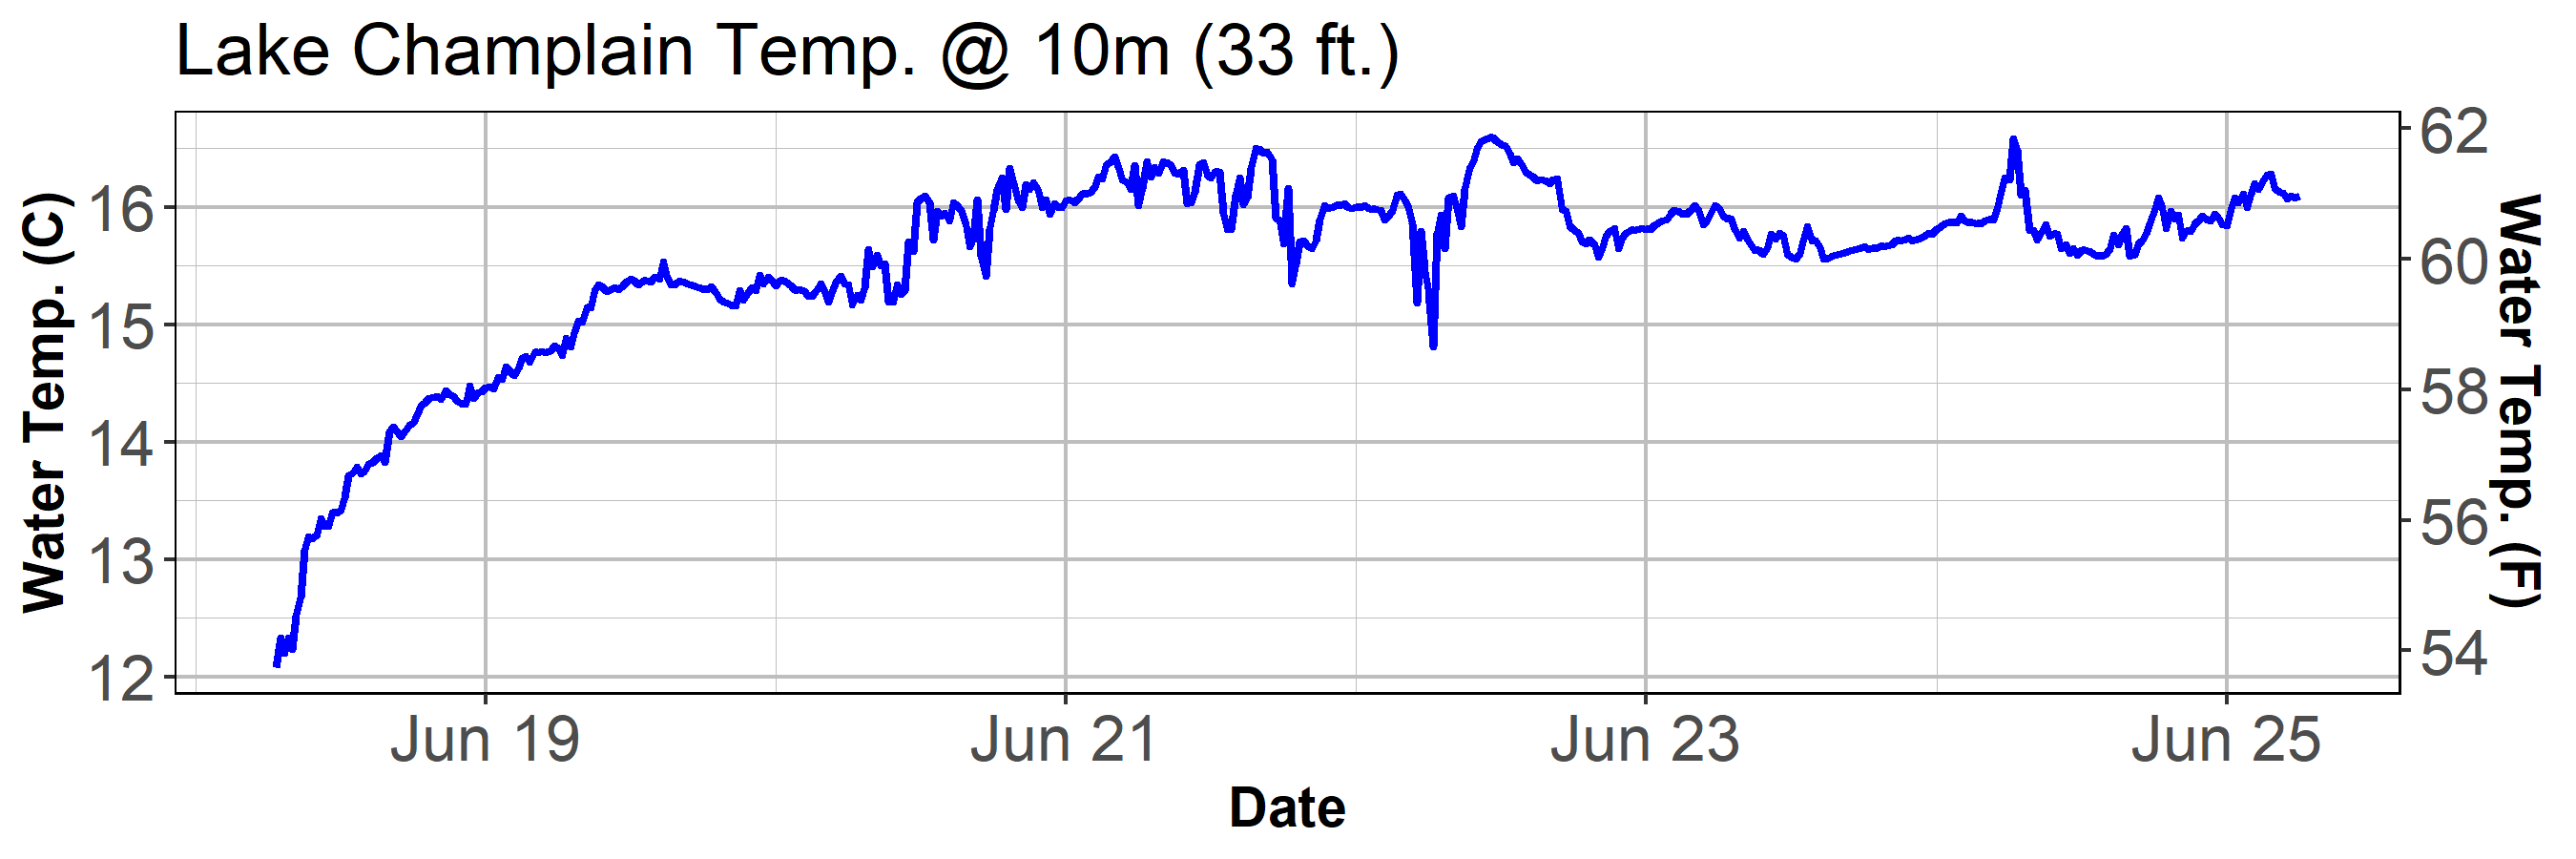 Lake Champlain Temp. @ 10m (33 ft.)
Water Temp. (C)
16
15
14
13
12
62
60
58
56
54
Water Temp. (F)
Jun 19
Jun 21
Jun 23
Jun 25
Date